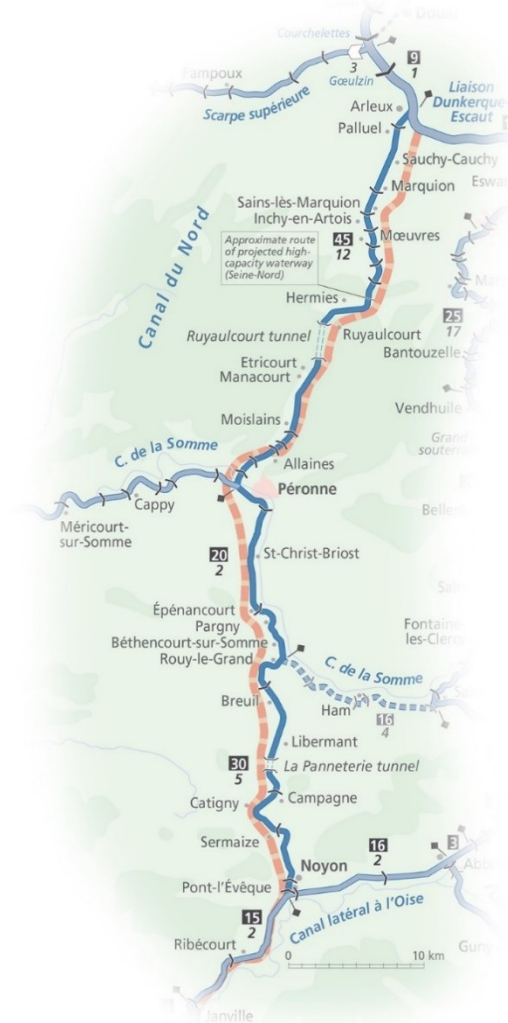 Douai
Courchelettes
3
9
1
Gœulzin
Fampoux
Scarpe supérieure
Liaison
Dunkerque-
Escaut
Arleux
Palluel
Sauchy-Cauchy
Marquion
Sains-lès-Marquion
Inchy-en-Artois
Canal du Nord
45
12
Mœuvres
Approximate route
of projected high-
capacity waterway
(Seine-Nord)
Hermies
25
17
Ruyaulcourt tunnel
Ruyaulcourt
Bantouzelle
Etricourt
Manacourt
Vendhuile
Moislains
Grand
C. de la Somme
Allaines
Péronne
Cappy
Méricourt-
sur-Somme
20
2
St-Christ-Briost
Épénancourt
Pargny
Béthencourt-sur-Somme
Rouy-le-Grand
Fontaine-
les-Clercs
C. de la Somme
Ham
16
4
Breuil
Libermant
30
5
La Panneterie tunnel
Catigny
Campagne
Sermaize
16
2
3
Noyon
Pont-l’Évêque
Canal latéral à l’Oise
15
2
Ribécourt
Guny
0
10 km
Janville